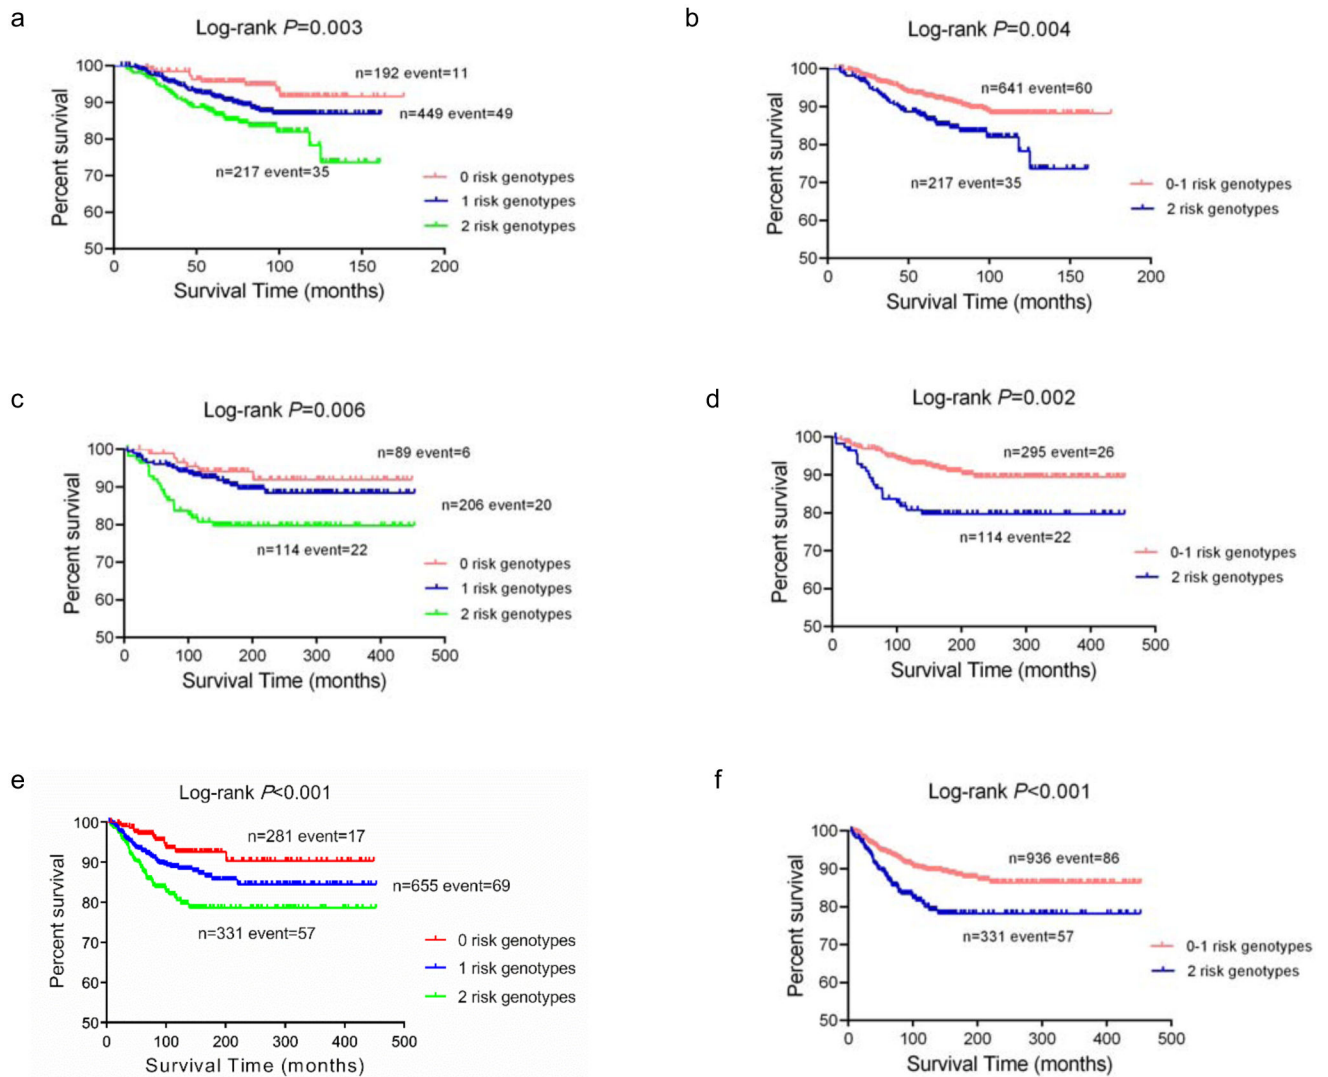 a
Log-rank P=0.003
100
90
80
70
60
50
0
50
100
150
200
Percent survival
Survival Time (months)
n=192 event=11
n=449 event=49
n=217 event=35
0 risk genotypes
1 risk genotypes
2 risk genotypes
b
Log-rank P=0.004
100
90
80
70
60
50
0
50
100
150
200
Percent survival
Survival Time (months)
n=641 event=60
n=217 event=35
0-1 risk genotypes
2 risk genotypes
c
Log-rank P=0.006
100
90
80
70
60
50
0
100
200
300
400
500
Percent survival
Survival Time (months)
n=89 event=6
n=206 event=20
n=114 event=22
0 risk genotypes
1 risk genotypes
2 risk genotypes
d
Log-rank P=0.002
100
90
80
70
60
50
0
100
200
300
400
500
Percent survival
Survival Time (months)
n=295 event=26
n=114 event=22
0-1 risk genotypes
2 risk genotypes
e
Log-rank P<0.001
100
90
80
70
60
50
0
100
200
300
400
500
Percent survival
Survival Time (months)
n=281 event=17
n=655 event=69
n=331 event=57
0 risk genotypes
1 risk genotypes
2 risk genotypes
f
Log-rank P<0.001
100
90
80
70
60
50
0
100
200
300
400
500
Percent survival
Survival Time (months)
n=936 event=86
n=331 event=57
0-1 risk genotypes
2 risk genotypes